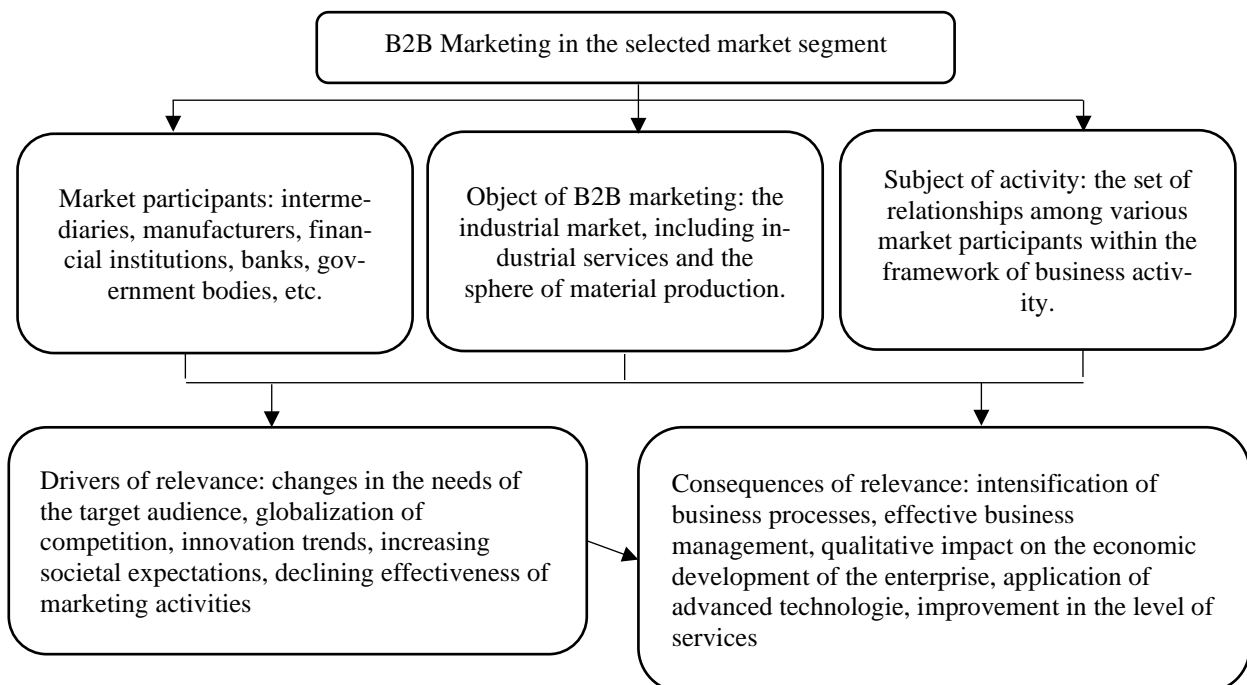 B2B Marketing in the selected market segment
Market participants: interme-
diaries, manufacturers, finan-
cial institutions, banks, gov-
ernment bodies, etc.
Object of B2B marketing: the
industrial market, including in-
dustrial services and the
sphere of material production.
Subject of activity: the set of
relationships among various
market participants within the
framework of business activ-
ity.
Drivers of relevance: changes in the needs of
the target audience, globalization of
competition, innovation trends, increasing
societal expectations, declining effectiveness of
marketing activities
Consequences of relevance: intensification of
business processes, effective business
management, qualitative impact on the economic
development of the enterprise, application of
advanced technologie, improvement in the level of
services